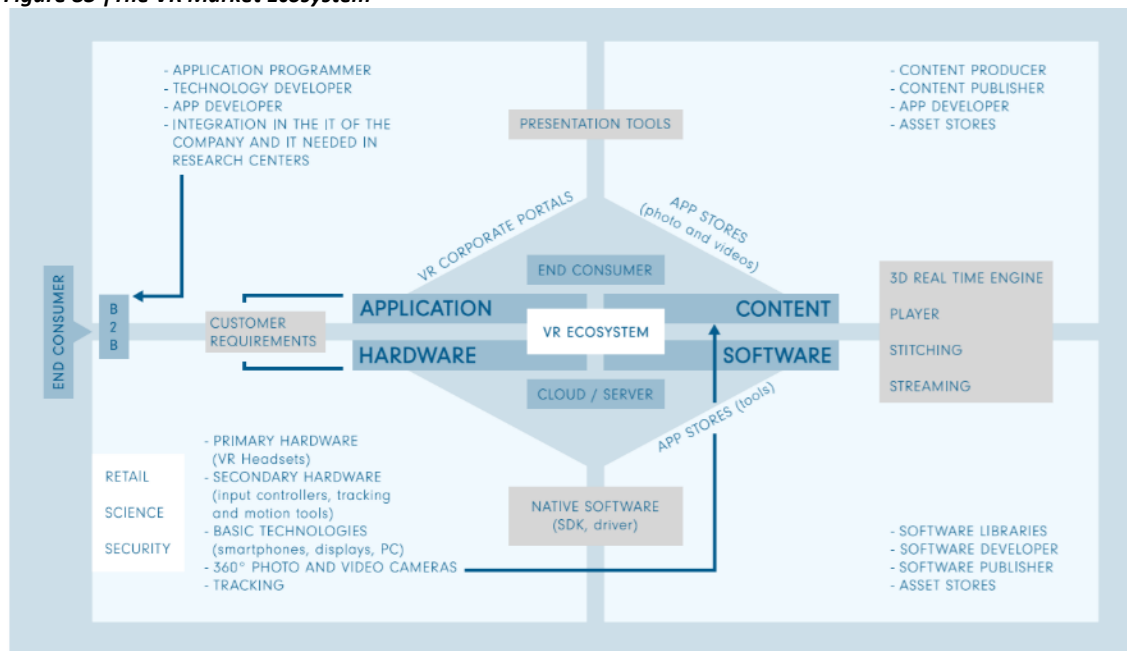 Figure | The VR Market Ecosystem
- APPLICATION PROGRAMMER
- TECHNOLOGY DEVELOPER
- APP DEVELOPER
- INTEGRATION IN THE IT OF THE
COMPANY AND IT NEEDED IN
RESEARCH CENTERS
PRESENTATION TOOLS
- CONTENT PRODUCER
- CONTENT PUBLISHER
- APP DEVELOPER
- ASSET STORES
VR CORPORATE PORTALS
APP STORES
(photo and videos)
END CONSUMER
B
2
B
CUSTOMER
REQUIREMENTS
END CONSUMER
APPLICATION
CONTENT
VR ECOSYSTEM
HARDWARE
SOFTWARE
CLOUD / SERVER
APP STORES (tools)
3D REAL TIME ENGINE
PLAYER
STITCHING
STREAMING
RETAIL
SCIENCE
SECURITY
- PRIMARY HARDWARE
(VR Headsets)
- SECONDARY HARDWARE
(input controllers, tracking
and motion tools)
- BASIC TECHNOLOGIES
(smartphones, displays, PC)
- 360° PHOTO AND VIDEO CAMERAS
- TRACKING
NATIVE SOFTWARE
(SDK, driver)
- SOFTWARE LIBRARIES
- SOFTWARE DEVELOPER
- SOFTWARE PUBLISHER
- ASSET STORES